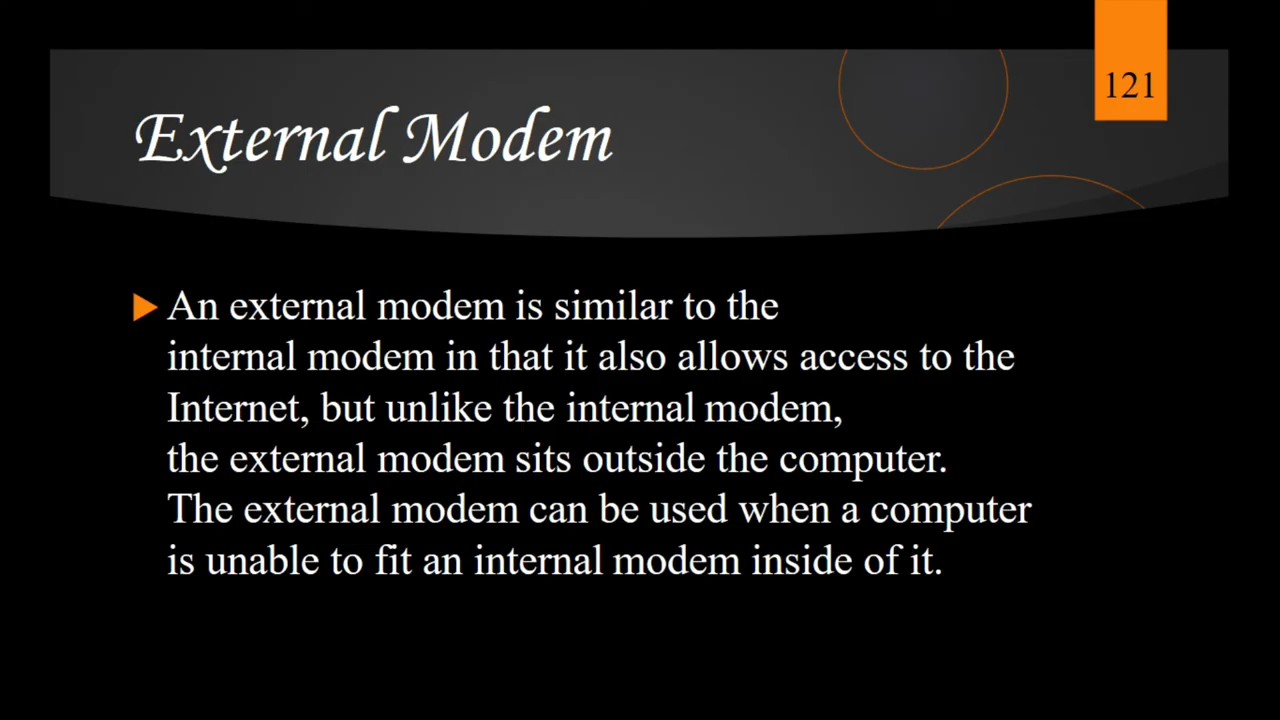 121
External Modem
An external modem is similar to the
internal modem in that it also allows access to the
Internet, but unlike the internal modem,
the external modem sits outside the computer.
The external modem can be used when a computer
is unable to fit an internal modem inside of it.